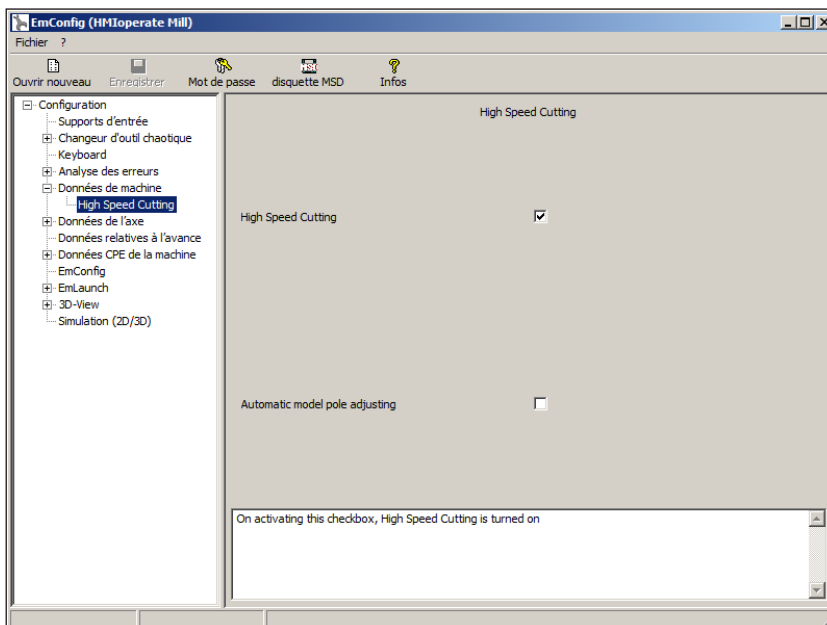 EmConfig (HMIoperate Mill)
Fichier ?
Ouvrir nouveau Enregistrer Mot de passe disquette MSD Infos
Configuration
Supports d'entrée
Changeur d'outil chaotique
Keyboard
Analyse des erreurs
Données de machine
High Speed Cutting
Données de l'axe
Données relatives à l'avance
Données CPE de la machine
EmConfig
EmLaunch
3D-View
Simulation (2D/3D)
High Speed Cutting
High Speed Cutting
Automatic model pole adjusting
On activating this checkbox, High Speed Cutting is turned on